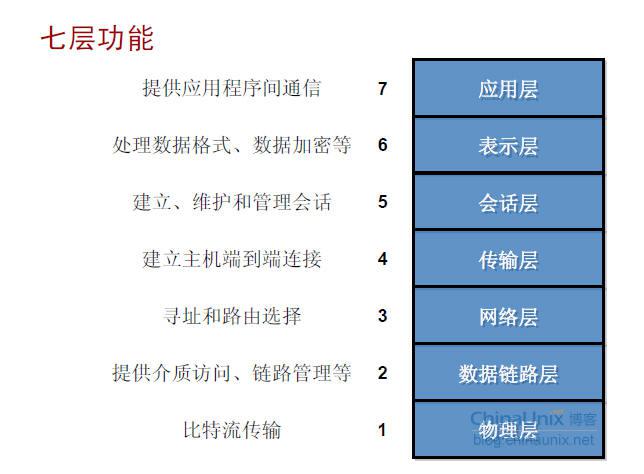 七层功能
提供应用程序间通信 7 应用层
处理数据格式、数据加密等 6 表示层
建立、维护和管理会话 5 会话层
建立主机端到端连接 4 传输层
寻址和路由选择 3 网络层
提供介质访问、链路管理等 2 数据链路层
ChinaUnix 博客
比特流传输 1 物理层
blog.chinaunix.net